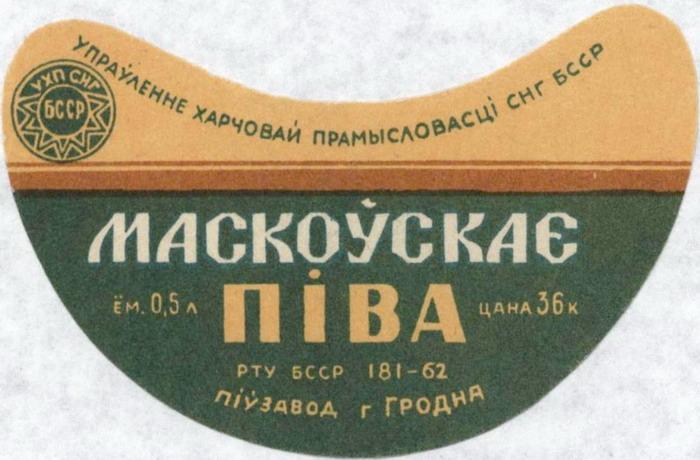 УПРАЎЛЕННЕ ХАРЧОВАЙ ПРАМЫСЛОВАСЦІ СНГ БССР
УХП СНГ
БССР
МАСКОЎСКАЄ
ПІВА
ЁМ. 0,5 Л
ЦАНА 36 К
РТУ БССР 181-62
ПІЎЗАВОД г ГРОДНА